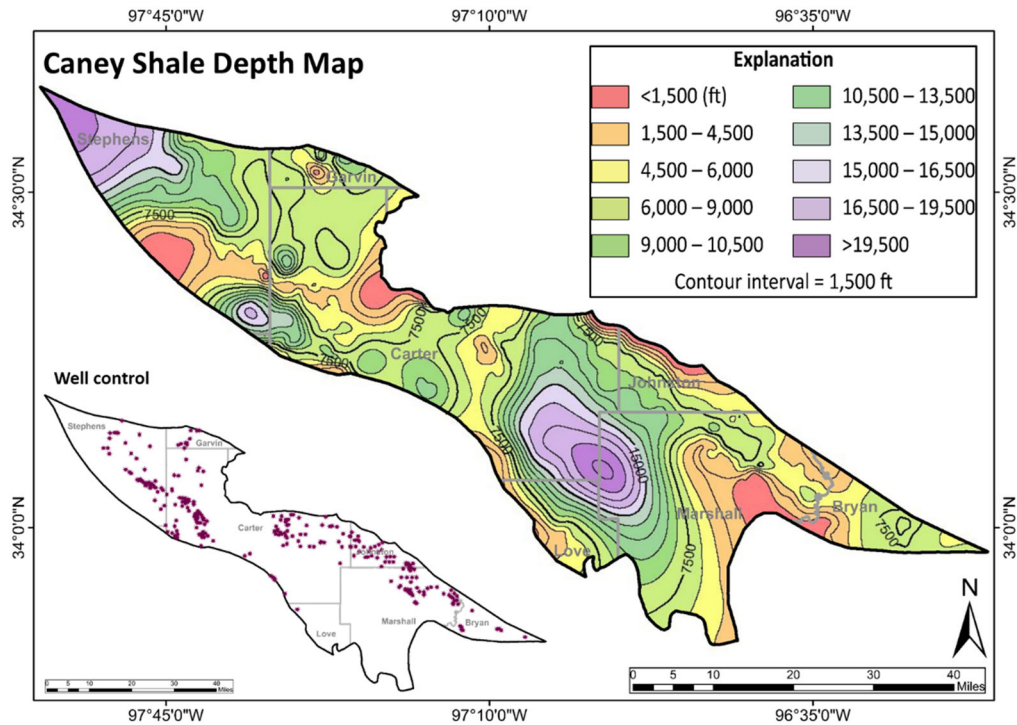 97°45'0"W 97°10'0"W 96°35'0"W
Caney Shale Depth Map
Explanation
<1,500 (ft) 10,500 – 13,500
1,500 – 4,500 13,500 – 15,000
4,500 – 6,000 15,000 – 16,500
6,000 – 9,000 16,500 – 19,500
9,000 – 10,500 >19,500
Contour interval = 1,500 ft
34°30'0"N 34°30'0"N
Stephens
Garvin
7500
7500
7500
7500
7500
Carter
Johnston
7500
15000
Marshall
Bryan
7500
Love
7500
34°0'0"N 34°0'0"N
Well control
Stephens
Garvin
Carter
Johnston
Marshall
Bryan
Love
N
0 5 10 20 30 40
Miles
0 5 10 20 30 40
Miles
97°45'0"W 97°10'0"W 96°35'0"W